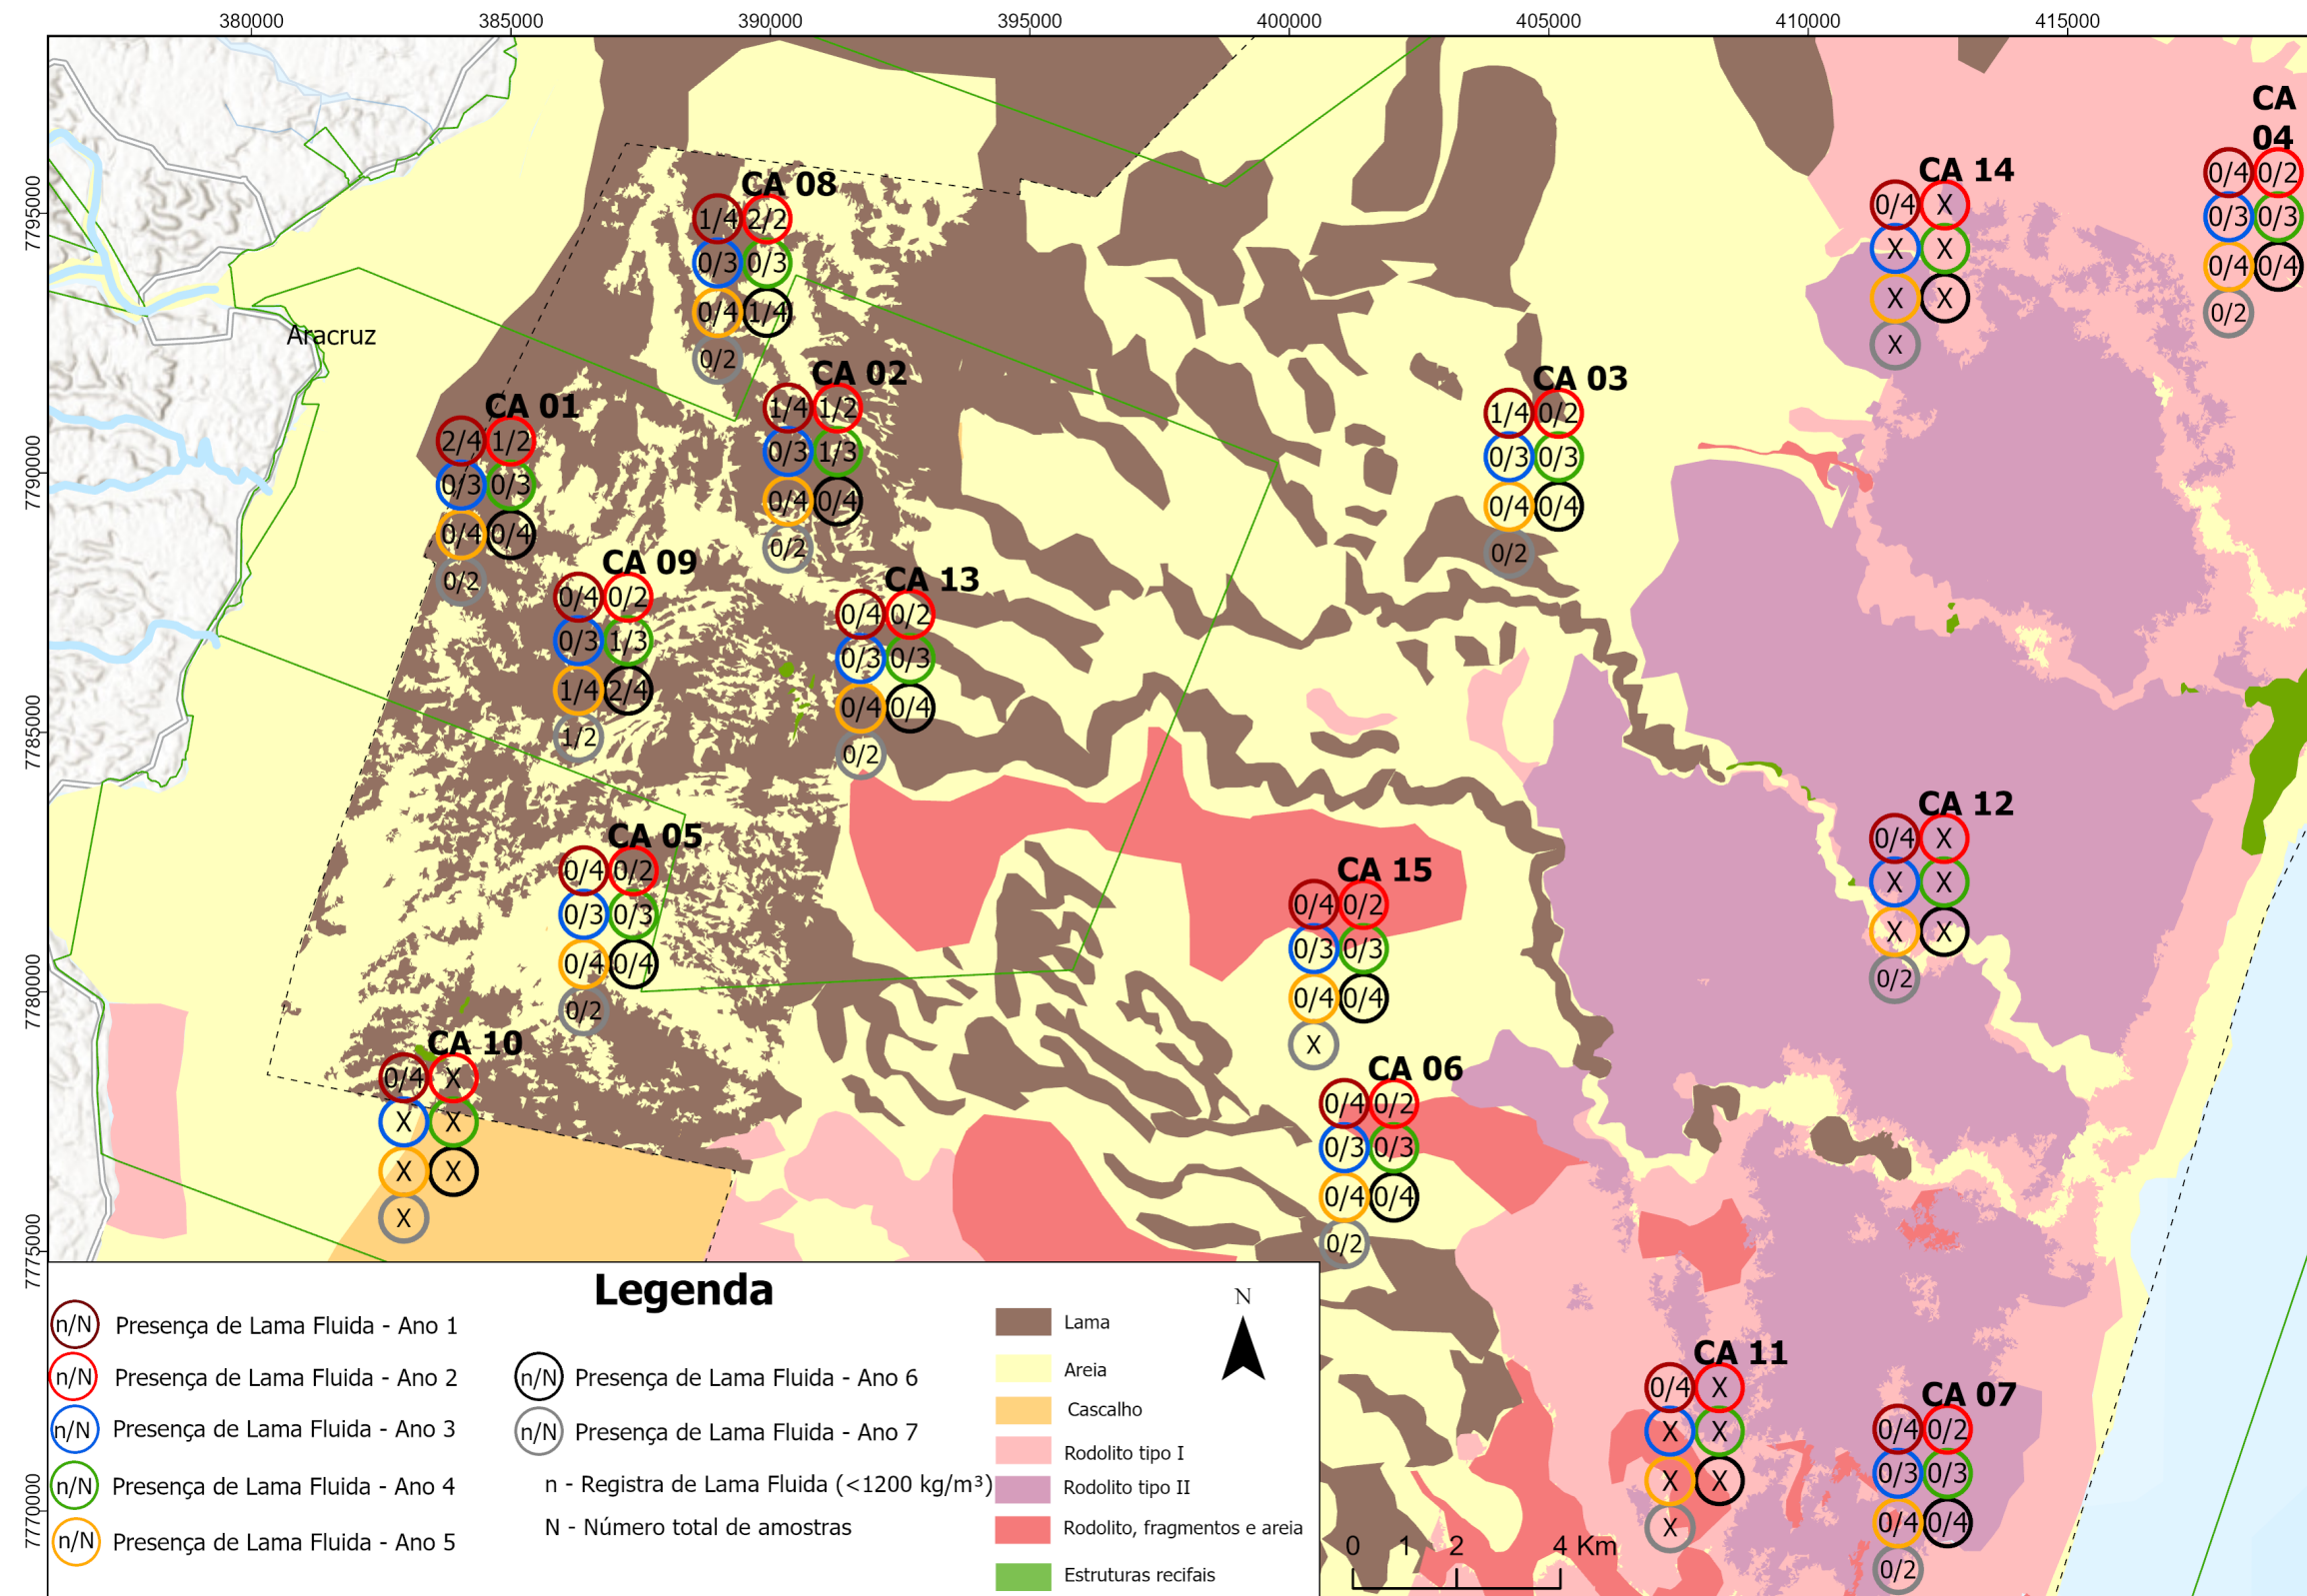 380000 385000 390000 395000 400000 405000 410000 415000
7795000
7790000
7785000
7780000
7775000
7770000
Aracruz
CA 08
1/4 2/2
0/3 0/3
0/4 1/4
0/2
CA 02
1/4 1/2
0/3 1/3
0/4 0/4
0/2
CA 01
2/4 1/2
0/3 0/3
0/4 0/4
0/2
CA 09
0/4 0/2
0/3 1/3
1/4 2/4
1/2
CA 13
0/4 0/2
0/3 0/3
0/4 0/4
0/2
CA 05
0/4 0/2
0/3 0/3
0/4 0/4
0/2
CA 10
0/4 X
X X
X X
X
CA 03
1/4 0/2
0/3 0/3
0/4 0/4
0/2
CA 14
0/4 X
X X
X X
X
CA
04
0/4 0/2
0/3 0/3
0/4 0/4
0/2
CA 12
0/4 X
X X
X X
0/2
CA 15
0/4 0/2
0/3 0/3
0/4 0/4
X
CA 06
0/4 0/2
0/3 0/3
0/4 0/4
0/2
CA 11
0/4 X
X X
X X
X
CA 07
0/4 0/2
0/3 0/3
0/4 0/4
0/2
Legenda
n/N Presença de Lama Fluida - Ano 1
n/N Presença de Lama Fluida - Ano 2
n/N Presença de Lama Fluida - Ano 3
n/N Presença de Lama Fluida - Ano 4
n/N Presença de Lama Fluida - Ano 5
n/N Presença de Lama Fluida - Ano 6
n/N Presença de Lama Fluida - Ano 7
n - Registra de Lama Fluida (<1200 kg/m³)
N - Número total de amostras
Lama
Areia
Cascalho
Rodolito tipo I
Rodolito tipo II
Rodolito, fragmentos e areia
Estruturas recifais
N
0 1 2 4 Km